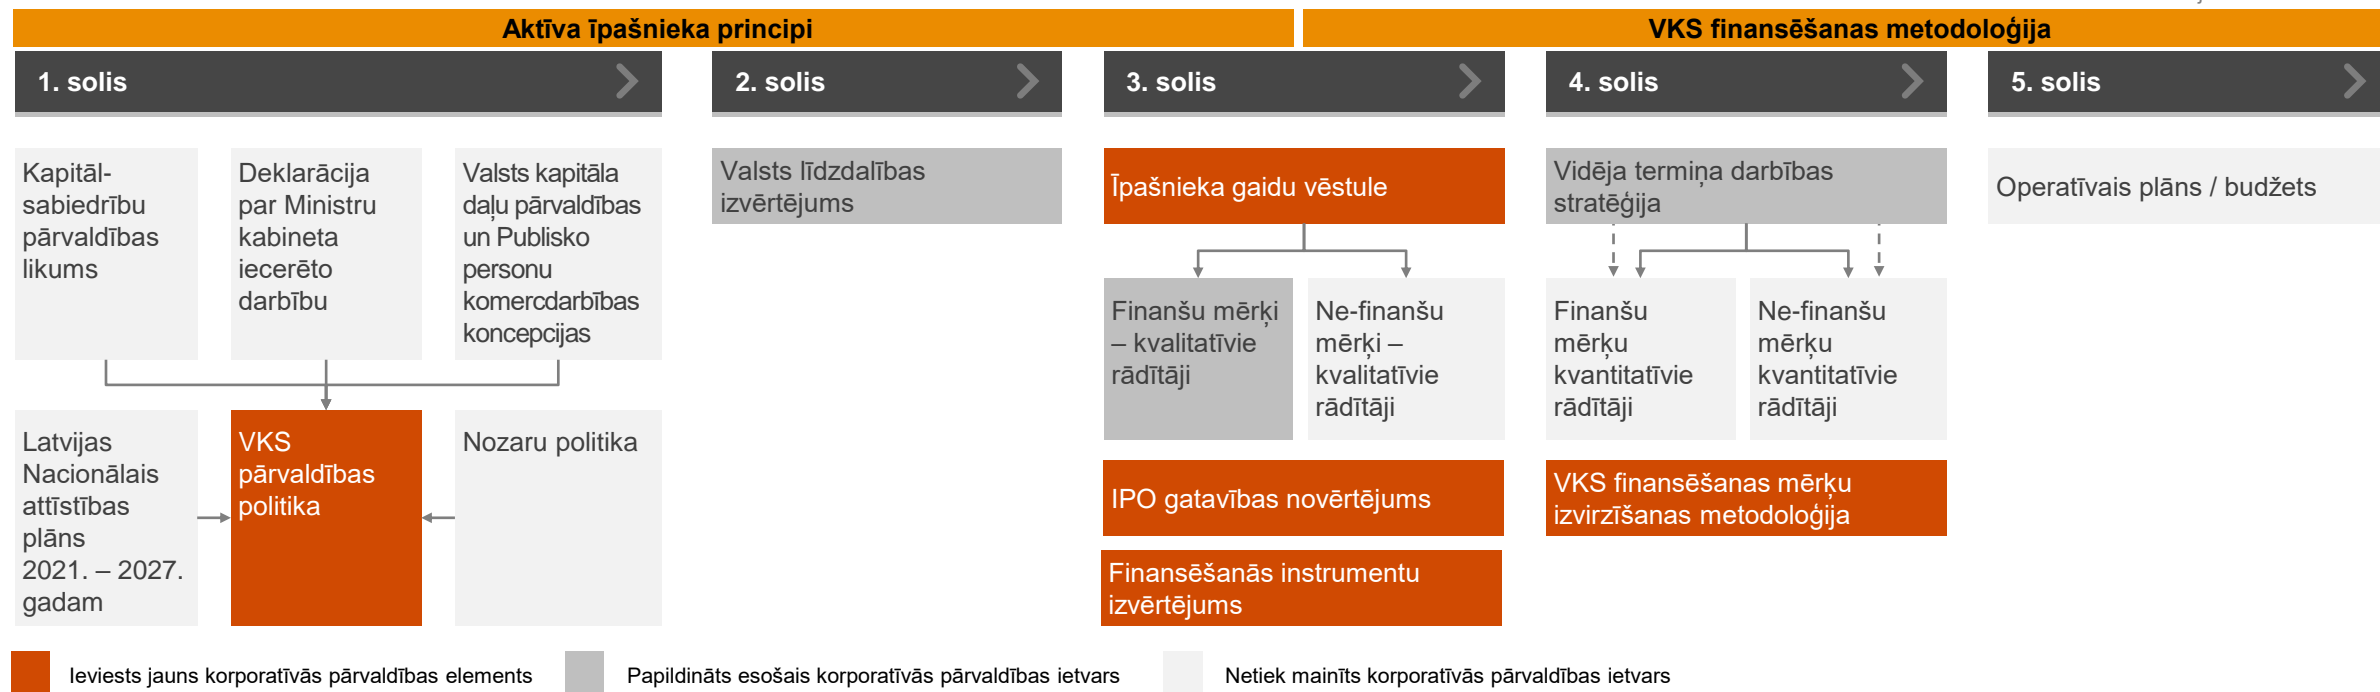 Aktīva īpašnieka principi
VKS finansēšanas metodoloģija
1. solis
2. solis
3. solis
4. solis
5. solis
Kapitāl-
sabiedrību
pārvaldības
likums
Deklarācija
par Ministru
kabineta
iecerēto
darbību
Valsts kapitāla
daļu pārvaldības
un Publisko
personu
komercdarbības
koncepcijas
Latvijas
Nacionālais
attīstības
plāns
2021. – 2027.
gadam
VKS
pārvaldības
politika
Nozaru politika
Valsts līdzdalības
izvērtējums
Īpašnieka gaidu vēstule
Finanšu mērķi
– kvalitatīvie
rādītāji
Ne-finanšu
mērķi –
kvalitatīvie
rādītāji
IPO gatavības novērtējums
Finansēšanās instrumentu
izvērtējums
Vidēja termiņa darbības
stratēģija
Finanšu
mērķu
kvantitatīvie
rādītāji
Ne-finanšu
mērķu
kvantitatīvie
rādītāji
VKS finansēšanas mērķu
izvirzīšanas metodoloģija
Operatīvais plāns / budžets
Ieviests jauns korporatīvās pārvaldības elements
Papildināts esošais korporatīvās pārvaldības ietvars
Netiek mainīts korporatīvās pārvaldības ietvars